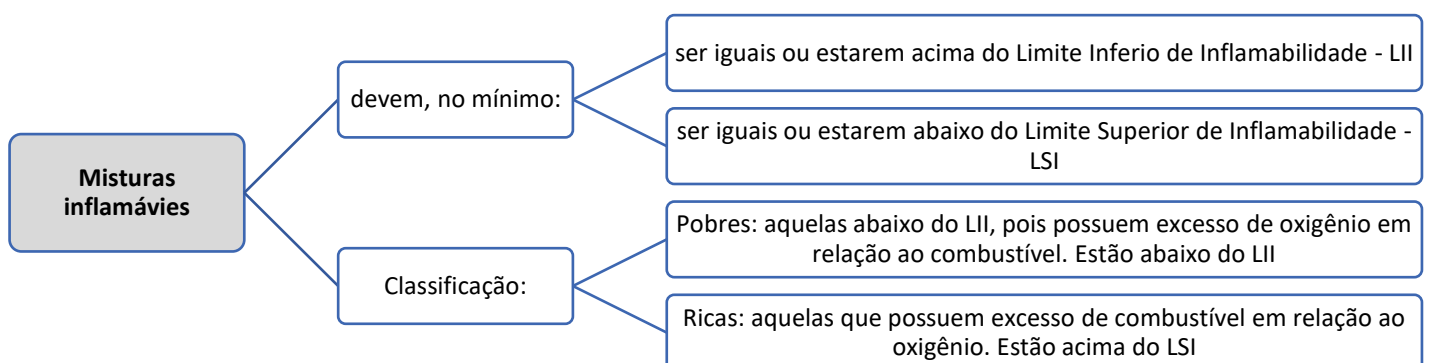 ser iguais ou estarem acima do Limite Inferio de Inflamabilidade - LII
devem, no mínimo:
ser iguais ou estarem abaixo do Limite Superior de Inflamabilidade -
LSI
Misturas
inflamávies
Pobres: aquelas abaixo do LII, pois possuem excesso de oxigênio em
relação ao combustível. Estão abaixo do LII
Classificação:
Ricas: aquelas que possuem excesso de combustível em relação ao
oxigênio. Estão acima do LSI